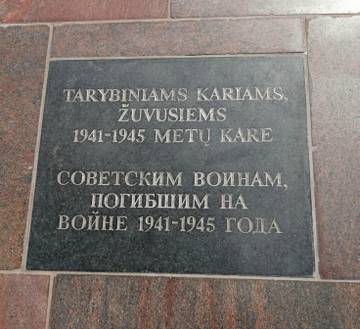 TARYBINIAMS KARIAMS,
ŽUVUSIEMS
1941-1945 METŲ KARE
СОВЕТСКИМ ВОИНАМ,
ПОГИБШИМ НА
ВОЙНЕ 1941-1945 ГОДА